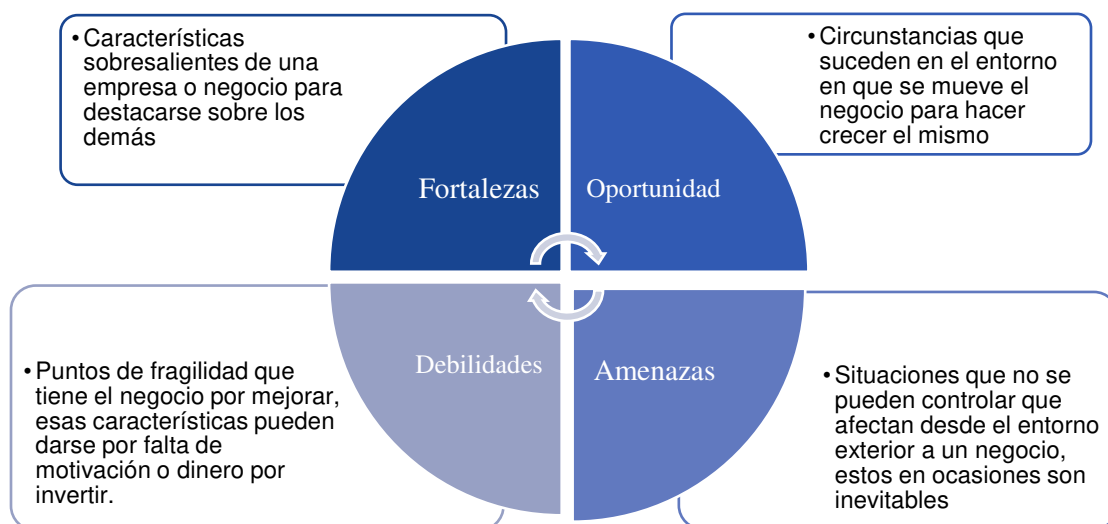 • Características
sobresalientes de una
empresa o negocio para
destacarse sobre los
demás
• Circunstancias que
suceden en el entorno
en que se mueve el
negocio para hacer
crecer el mismo
Fortalezas
Oportunidad
Debilidades
Amenazas
• Puntos de fragilidad que
tiene el negocio por mejorar,
esas características pueden
darse por falta de
motivación o dinero por
invertir.
• Situaciones que no se
pueden controlar que
afectan desde el entorno
exterior a un negocio,
estos en ocasiones son
inevitables